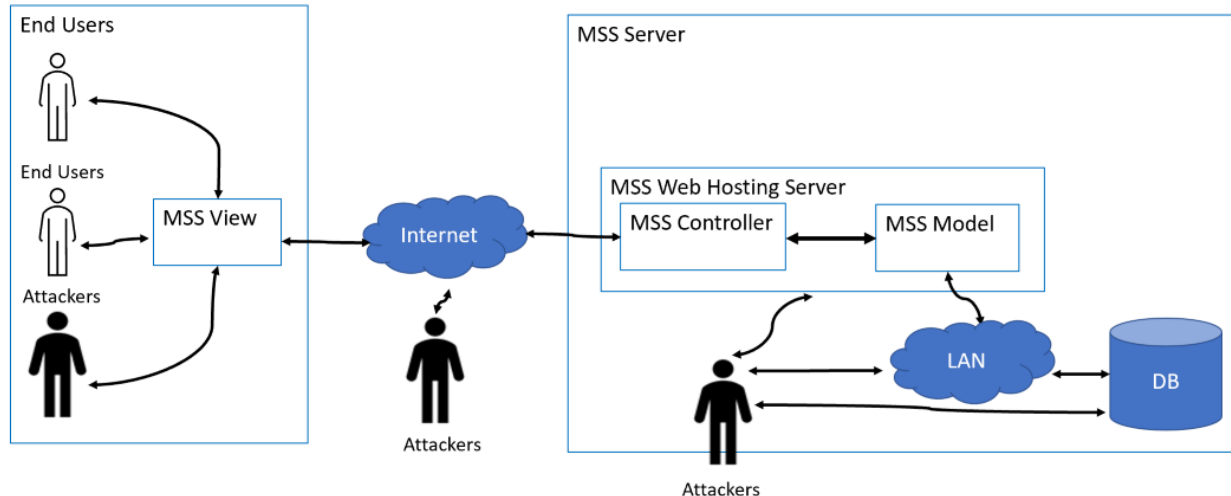 End Users
End Users
Attackers
MSS View
Internet
Attackers
MSS Server
MSS Web Hosting Server
MSS Controller
MSS Model
LAN
DB
Attackers